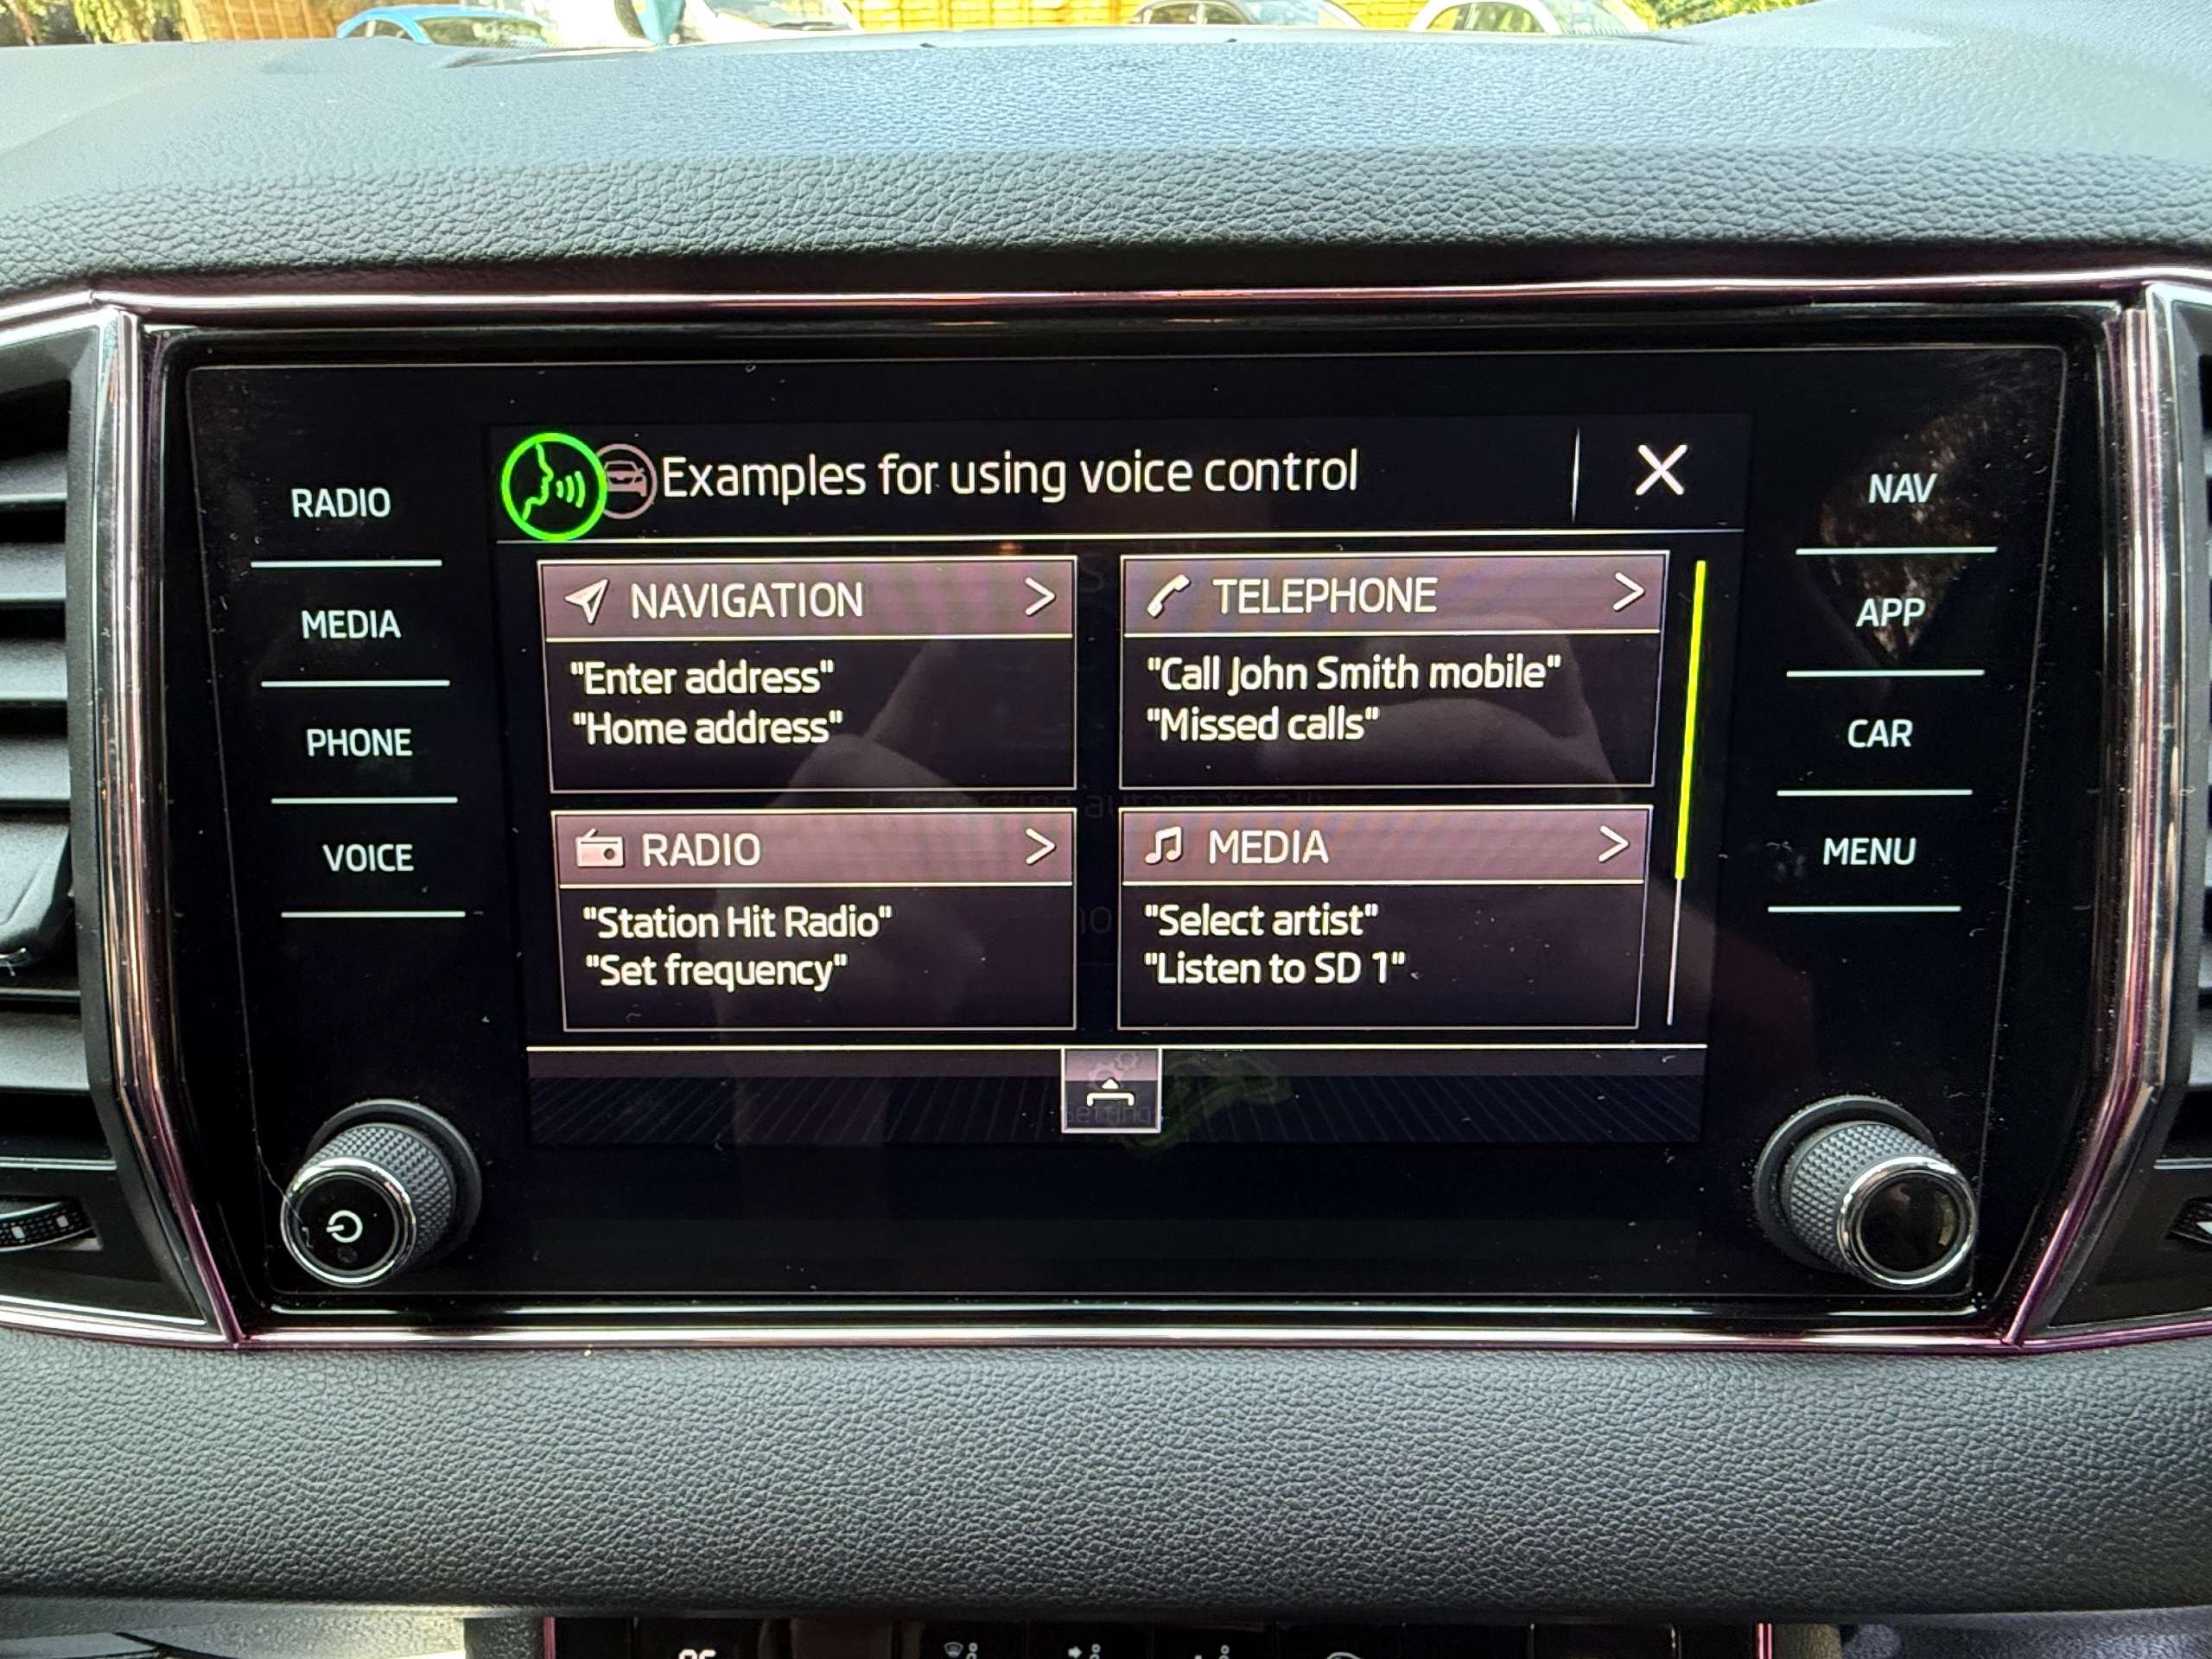 Examples for using voice control
RADIO
MEDIA
PHONE
VOICE
NAVIGATION
"Enter address"
"Home address"
TELEPHONE
"Call John Smith mobile"
"Missed calls"
RADIO
"Station Hit Radio"
"Set frequency"
MEDIA
"Select artist"
"Listen to SD 1"
NAV
APP
CAR
MENU